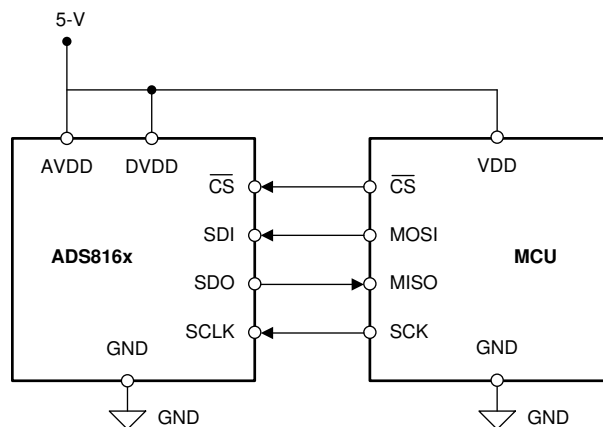 5-V
AVDD
DVDD
VDD
CS
CS
SDI
MOSI
ADS816x
MCU
SDO
MISO
SCLK
SCK
GND
GND
GND
GND